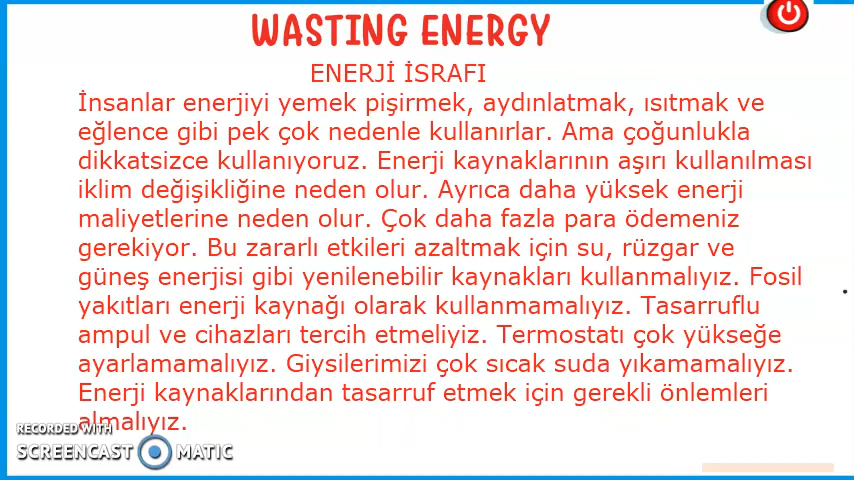 WASTING ENERGY
ENERJİ İSRAFI
İnsanlar enerjiyi yemek pişirmek, aydınlatmak, ısıtmak ve
eğlence gibi pek çok nedenle kullanırlar. Ama çoğunlukla
dikkatsizce kullanıyoruz. Enerji kaynaklarının aşırı kullanılması
iklim değişikliğine neden olur. Ayrıca daha yüksek enerji
maliyetlerine neden olur. Çok daha fazla para ödemeniz
gerekiyor. Bu zararlı etkileri azaltmak için su, rüzgar ve
güneş enerjisi gibi yenilenebilir kaynakları kullanmalıyız. Fosil
yakıtları enerji kaynağı olarak kullanmamalıyız. Tasarruflu
ampul ve cihazları tercih etmeliyiz. Termostatı çok yükseğe
ayarlamamalıyız. Giysilerimizi çok sıcak suda yıkamamalıyız.
Enerji kaynaklarından tasarruf etmek için gerekli önlemleri
almalıyız.
RECORDED WITH
SCREENCAST MATIC